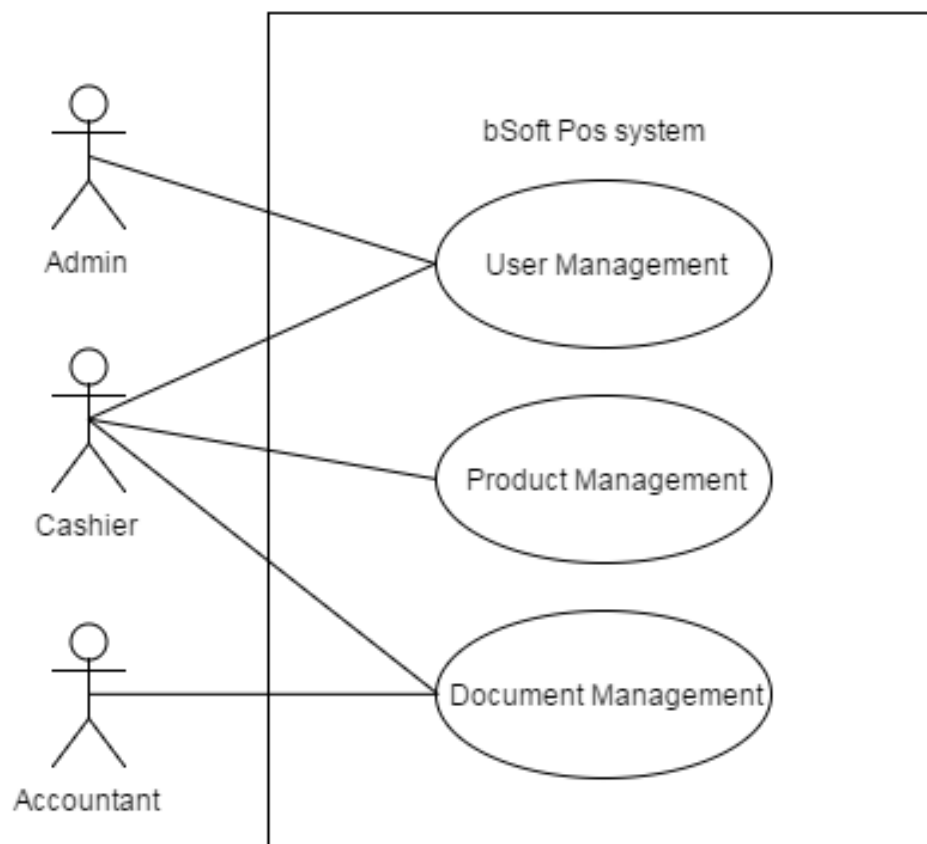 bSoft Pos system
Admin
User Management
Cashier
Product Management
Accountant
Document Management